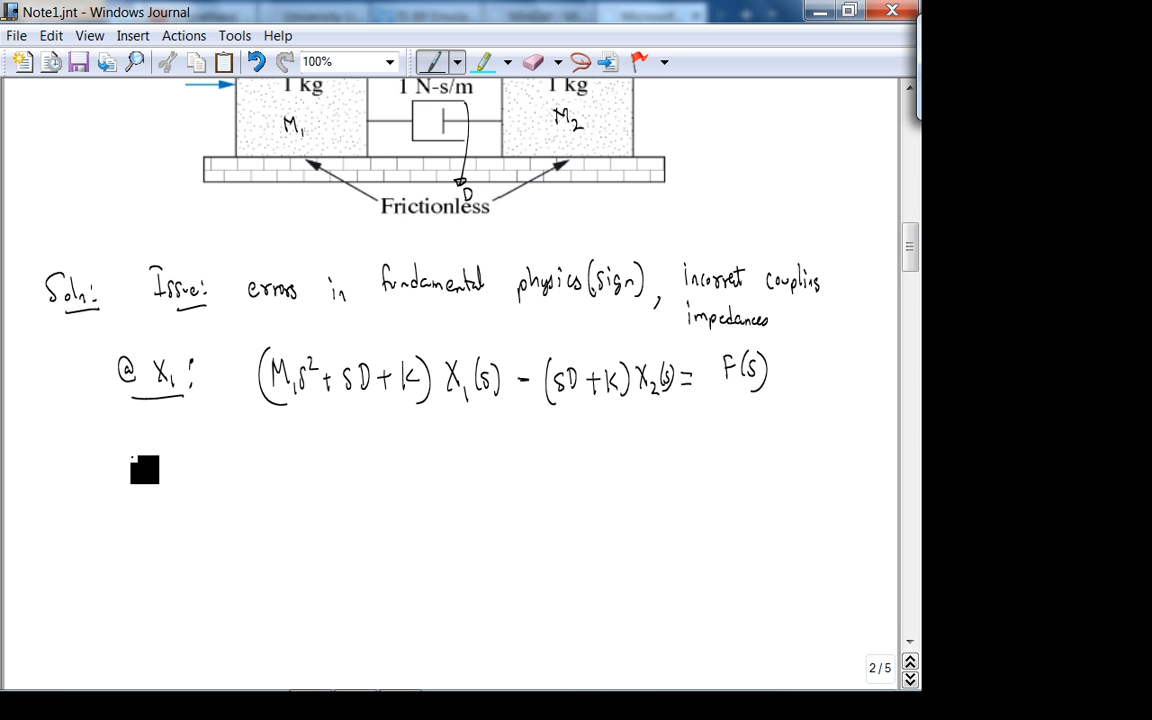 Note1.jnt - Windows Journal
File Edit View Insert Actions Tools Help
100%
1 kg 1 N-s/m 1 kg
M₁ M₂
D
Frictionless
Soln: Issue: errors in fundamental physics (sign), incorret coupling
impedances
@ X₁: (M₁s² + sD + K) X₁(s) - (sD + K) X₂(s) = F(s)
2 / 5